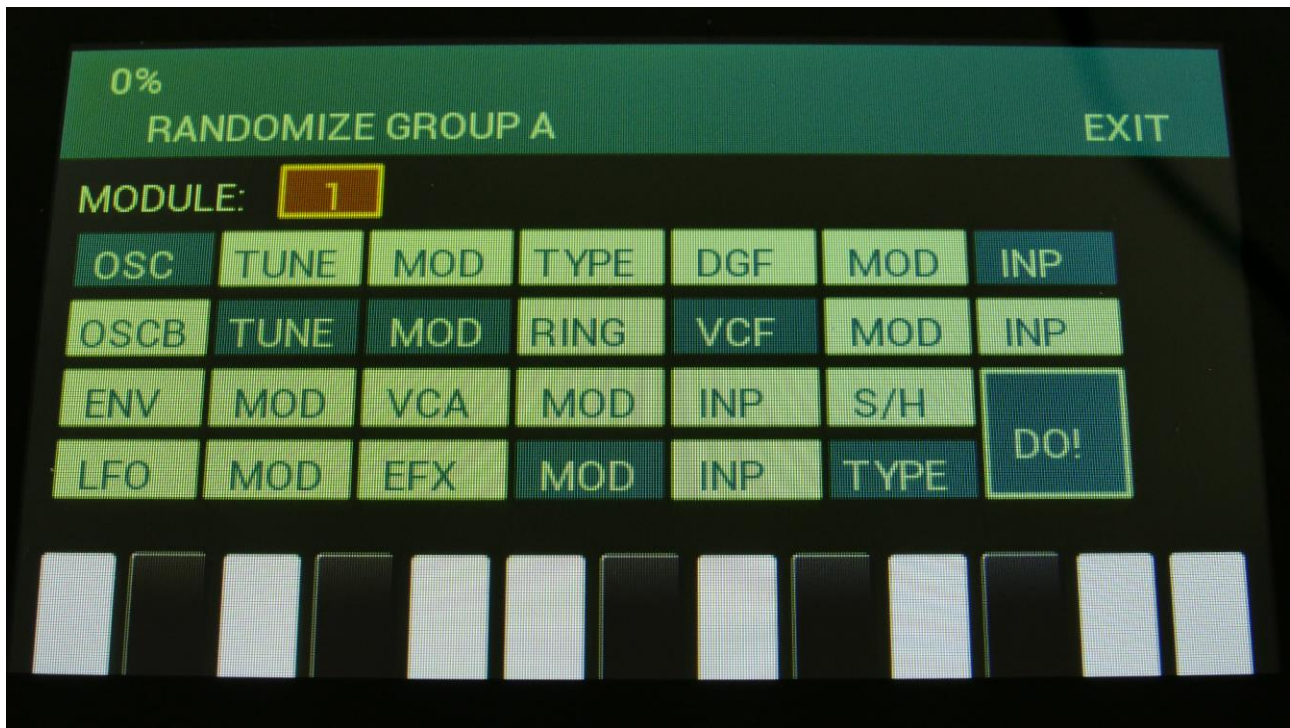 0%
RANDOMIZE GROUP A EXIT
MODULE: 1
OSC TUNE MOD TYPE DGF MOD INP
OSCB TUNE MOD RING VCF MOD INP
ENV MOD VCA MOD INP S/H
DO!
LFO MOD EFX MOD INP TYPE